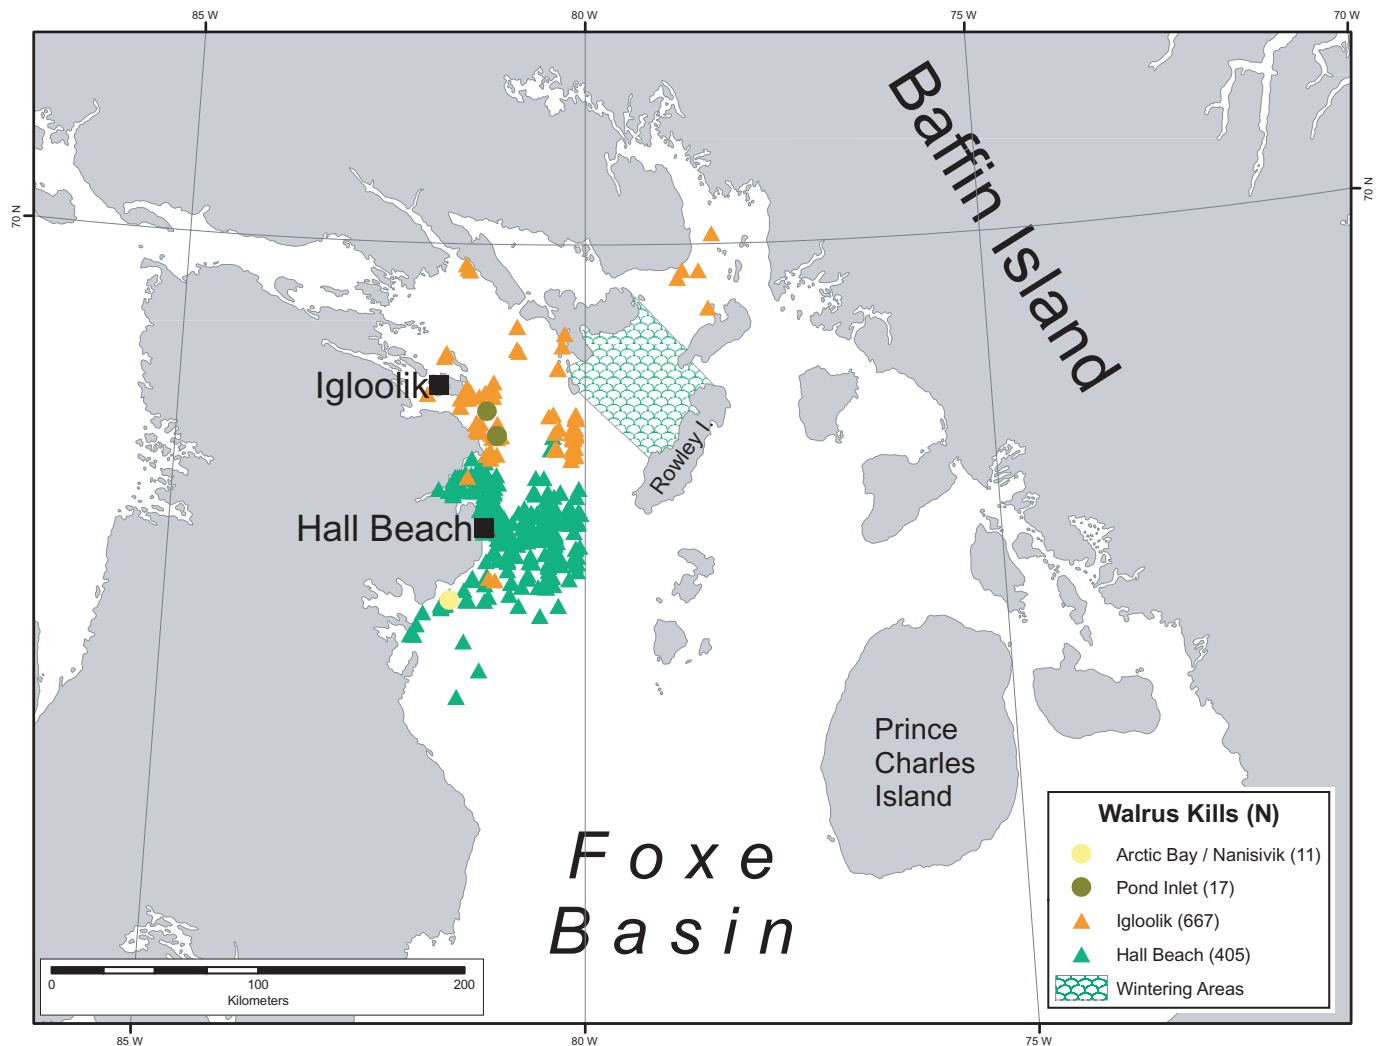 85 W
80 W
75 W
70 W
70 N
70 N
Baffin Island
Igloolik
Rowley I.
Hall Beach
Prince
Charles
Island
Foxe
Basin
Walrus Kills (N)
Arctic Bay / Nanisivik (11)
Pond Inlet (17)
Igloolik (667)
Hall Beach (405)
Wintering Areas
0 100 200
Kilometers
85 W
80 W
75 W